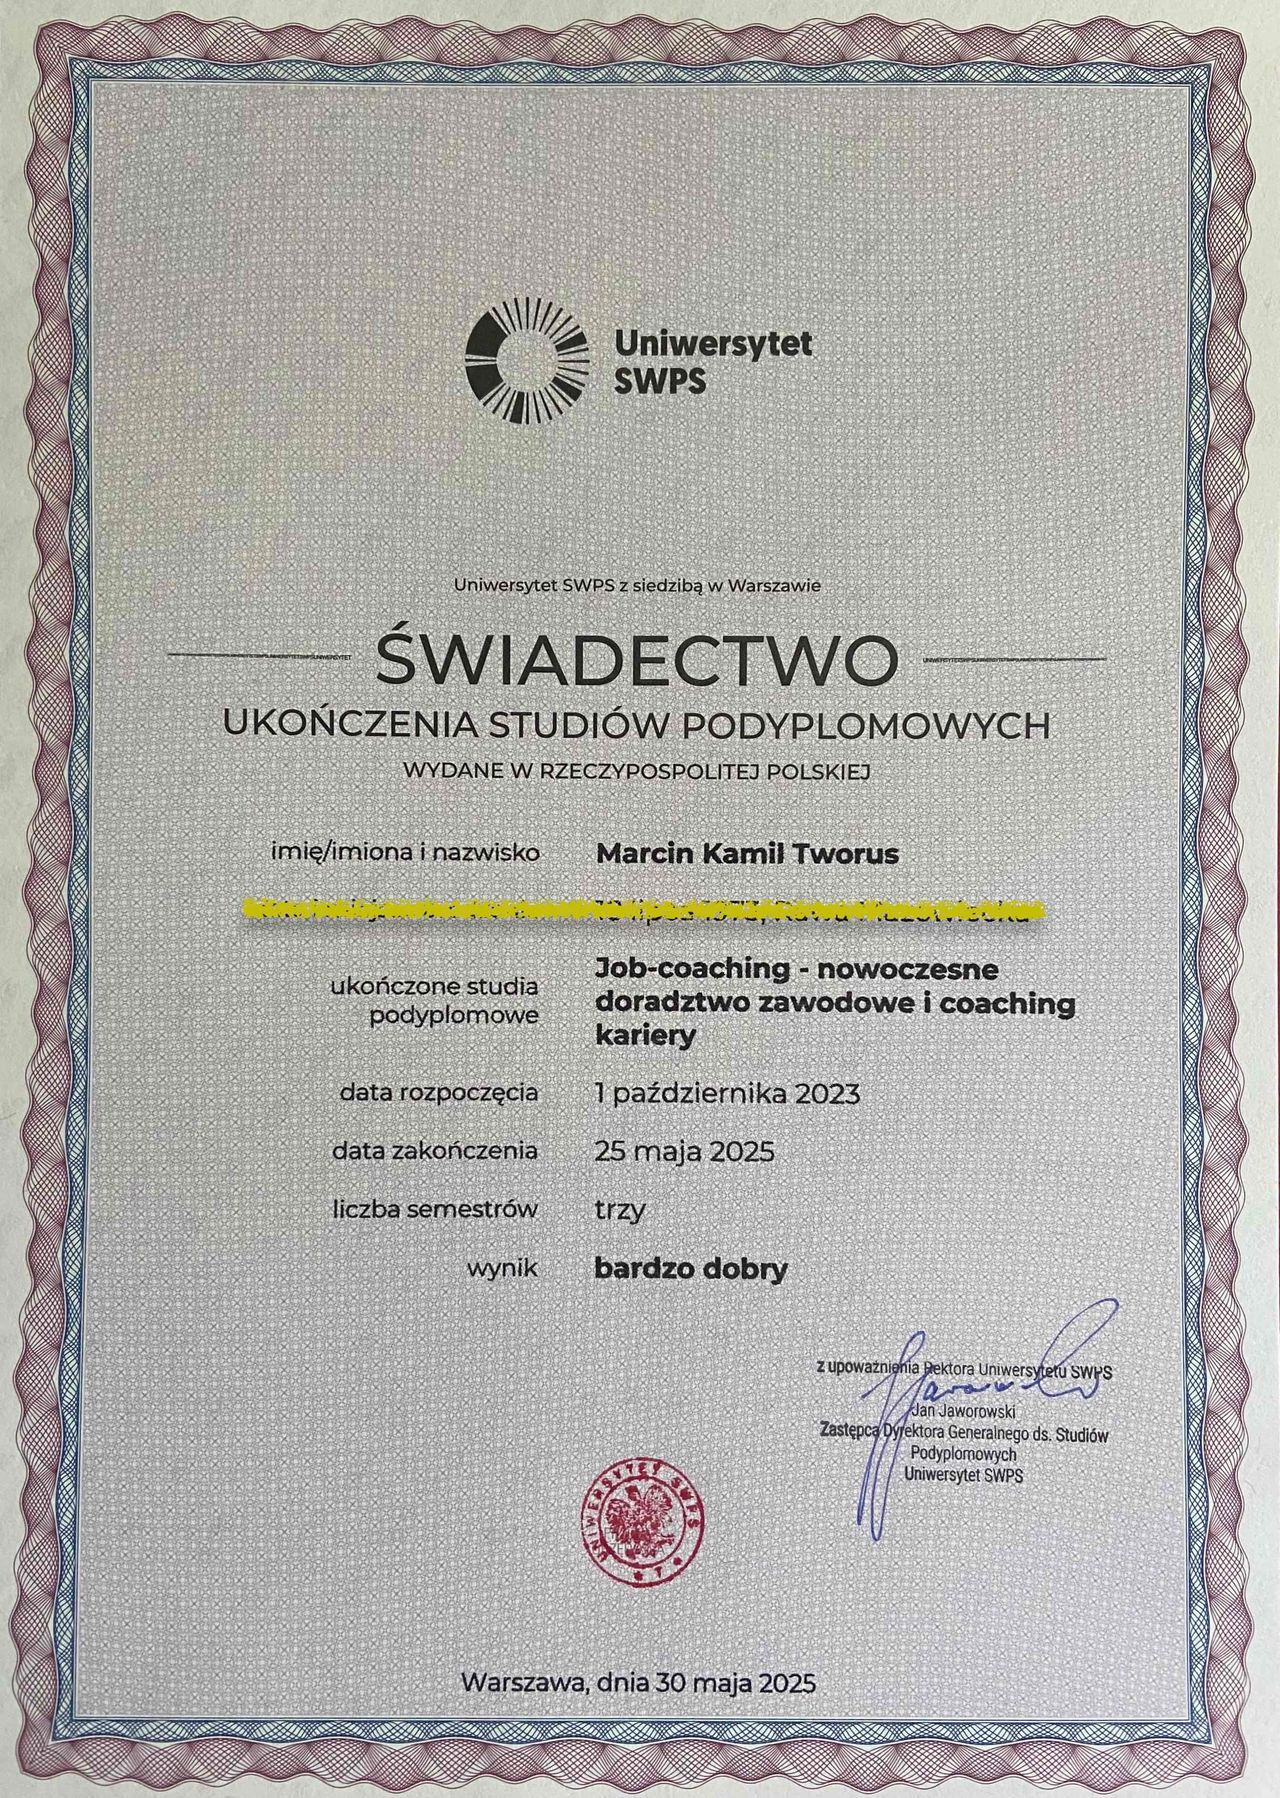 Uniwersytet
SWPS
Uniwersytet SWPS z siedzibą w Warszawie
ŚWIADECTWO
UKOŃCZENIA STUDIÓW PODYPLOMOWYCH
WYDANE W RZECZYPOSPOLITEJ POLSKIEJ
imię/imiona i nazwisko Marcin Kamil Tworus
ukończone studia podyplomowe Job-coaching - nowoczesne
doradztwo zawodowe i coaching
kariery
data rozpoczęcia 1 października 2023
data zakończenia 25 maja 2025
liczba semestrów trzy
wynik bardzo dobry
z upoważnienia Rektora Uniwersytetu SWPS
Jan Jaworowski
Zastępca Dyrektora Generalnego ds. Studiów
Podyplomowych
Uniwersytet SWPS
UNIWERSYTET SWPS
* 7 *
Warszawa, dnia 30 maja 2025